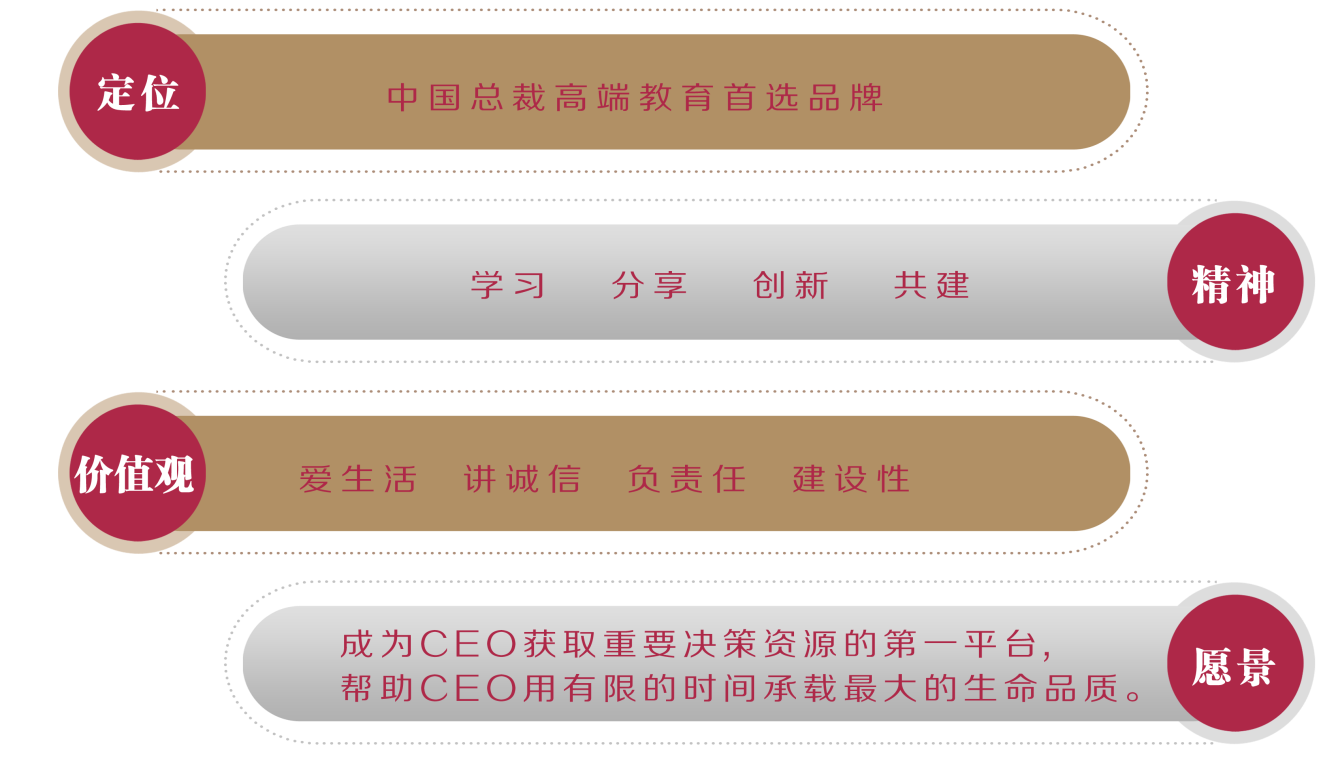 定位
中国总裁高端教育首选品牌
学习 分享 创新 共建
精神
价值观
爱生活 讲诚信 负责任 建设性
成为CEO获取重要决策资源的第一平台,
帮助CEO用有限的时间承载最大的生命品质。
愿景